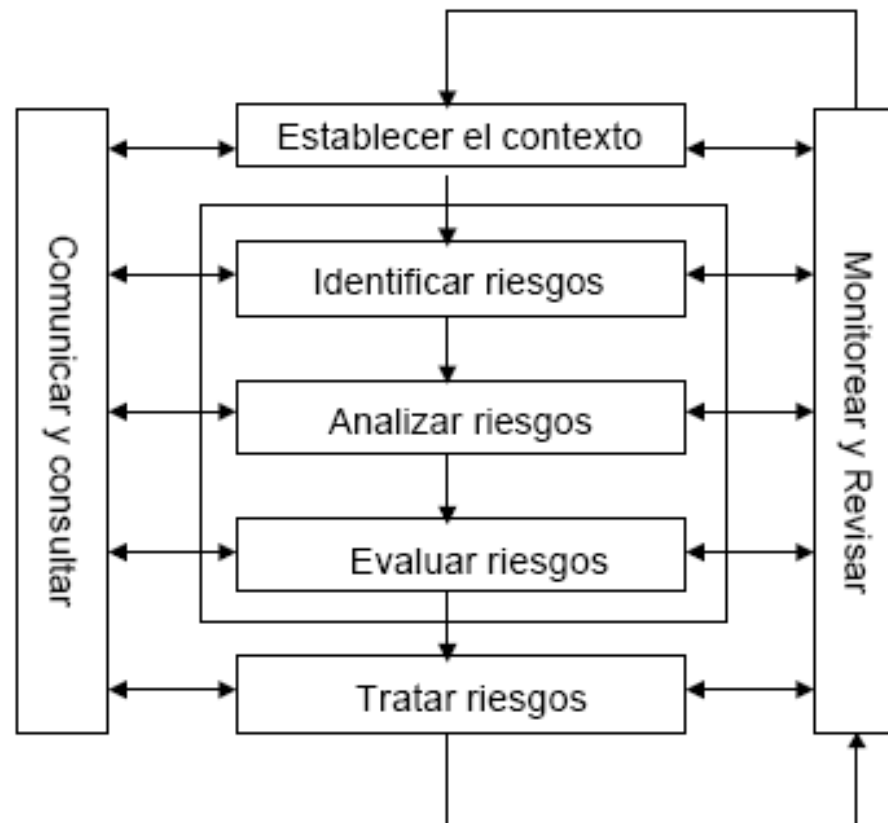 Establecer el contexto
Comunicar y consultar
Identificar riesgos
Analizar riesgos
Evaluar riesgos
Tratar riesgos
Monitorear y Revisar